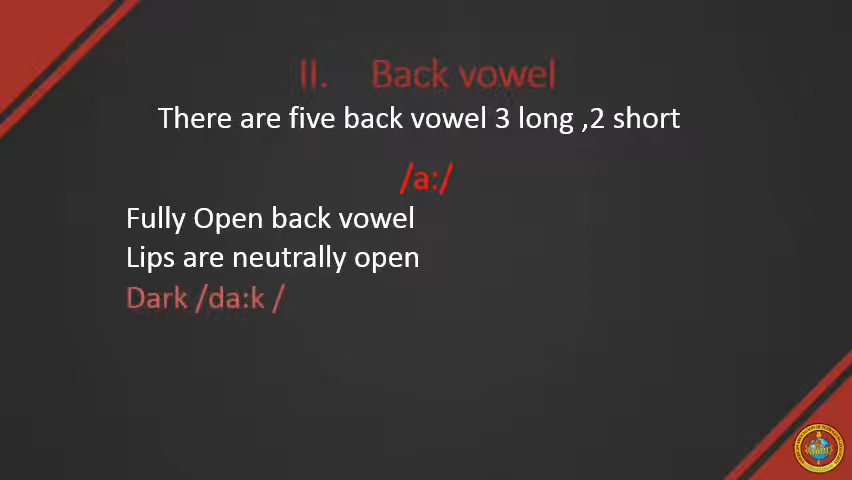 II. Back vowel
There are five back vowel 3 long ,2 short
/a:/
Fully Open back vowel
Lips are neutrally open
Dark /da:k /